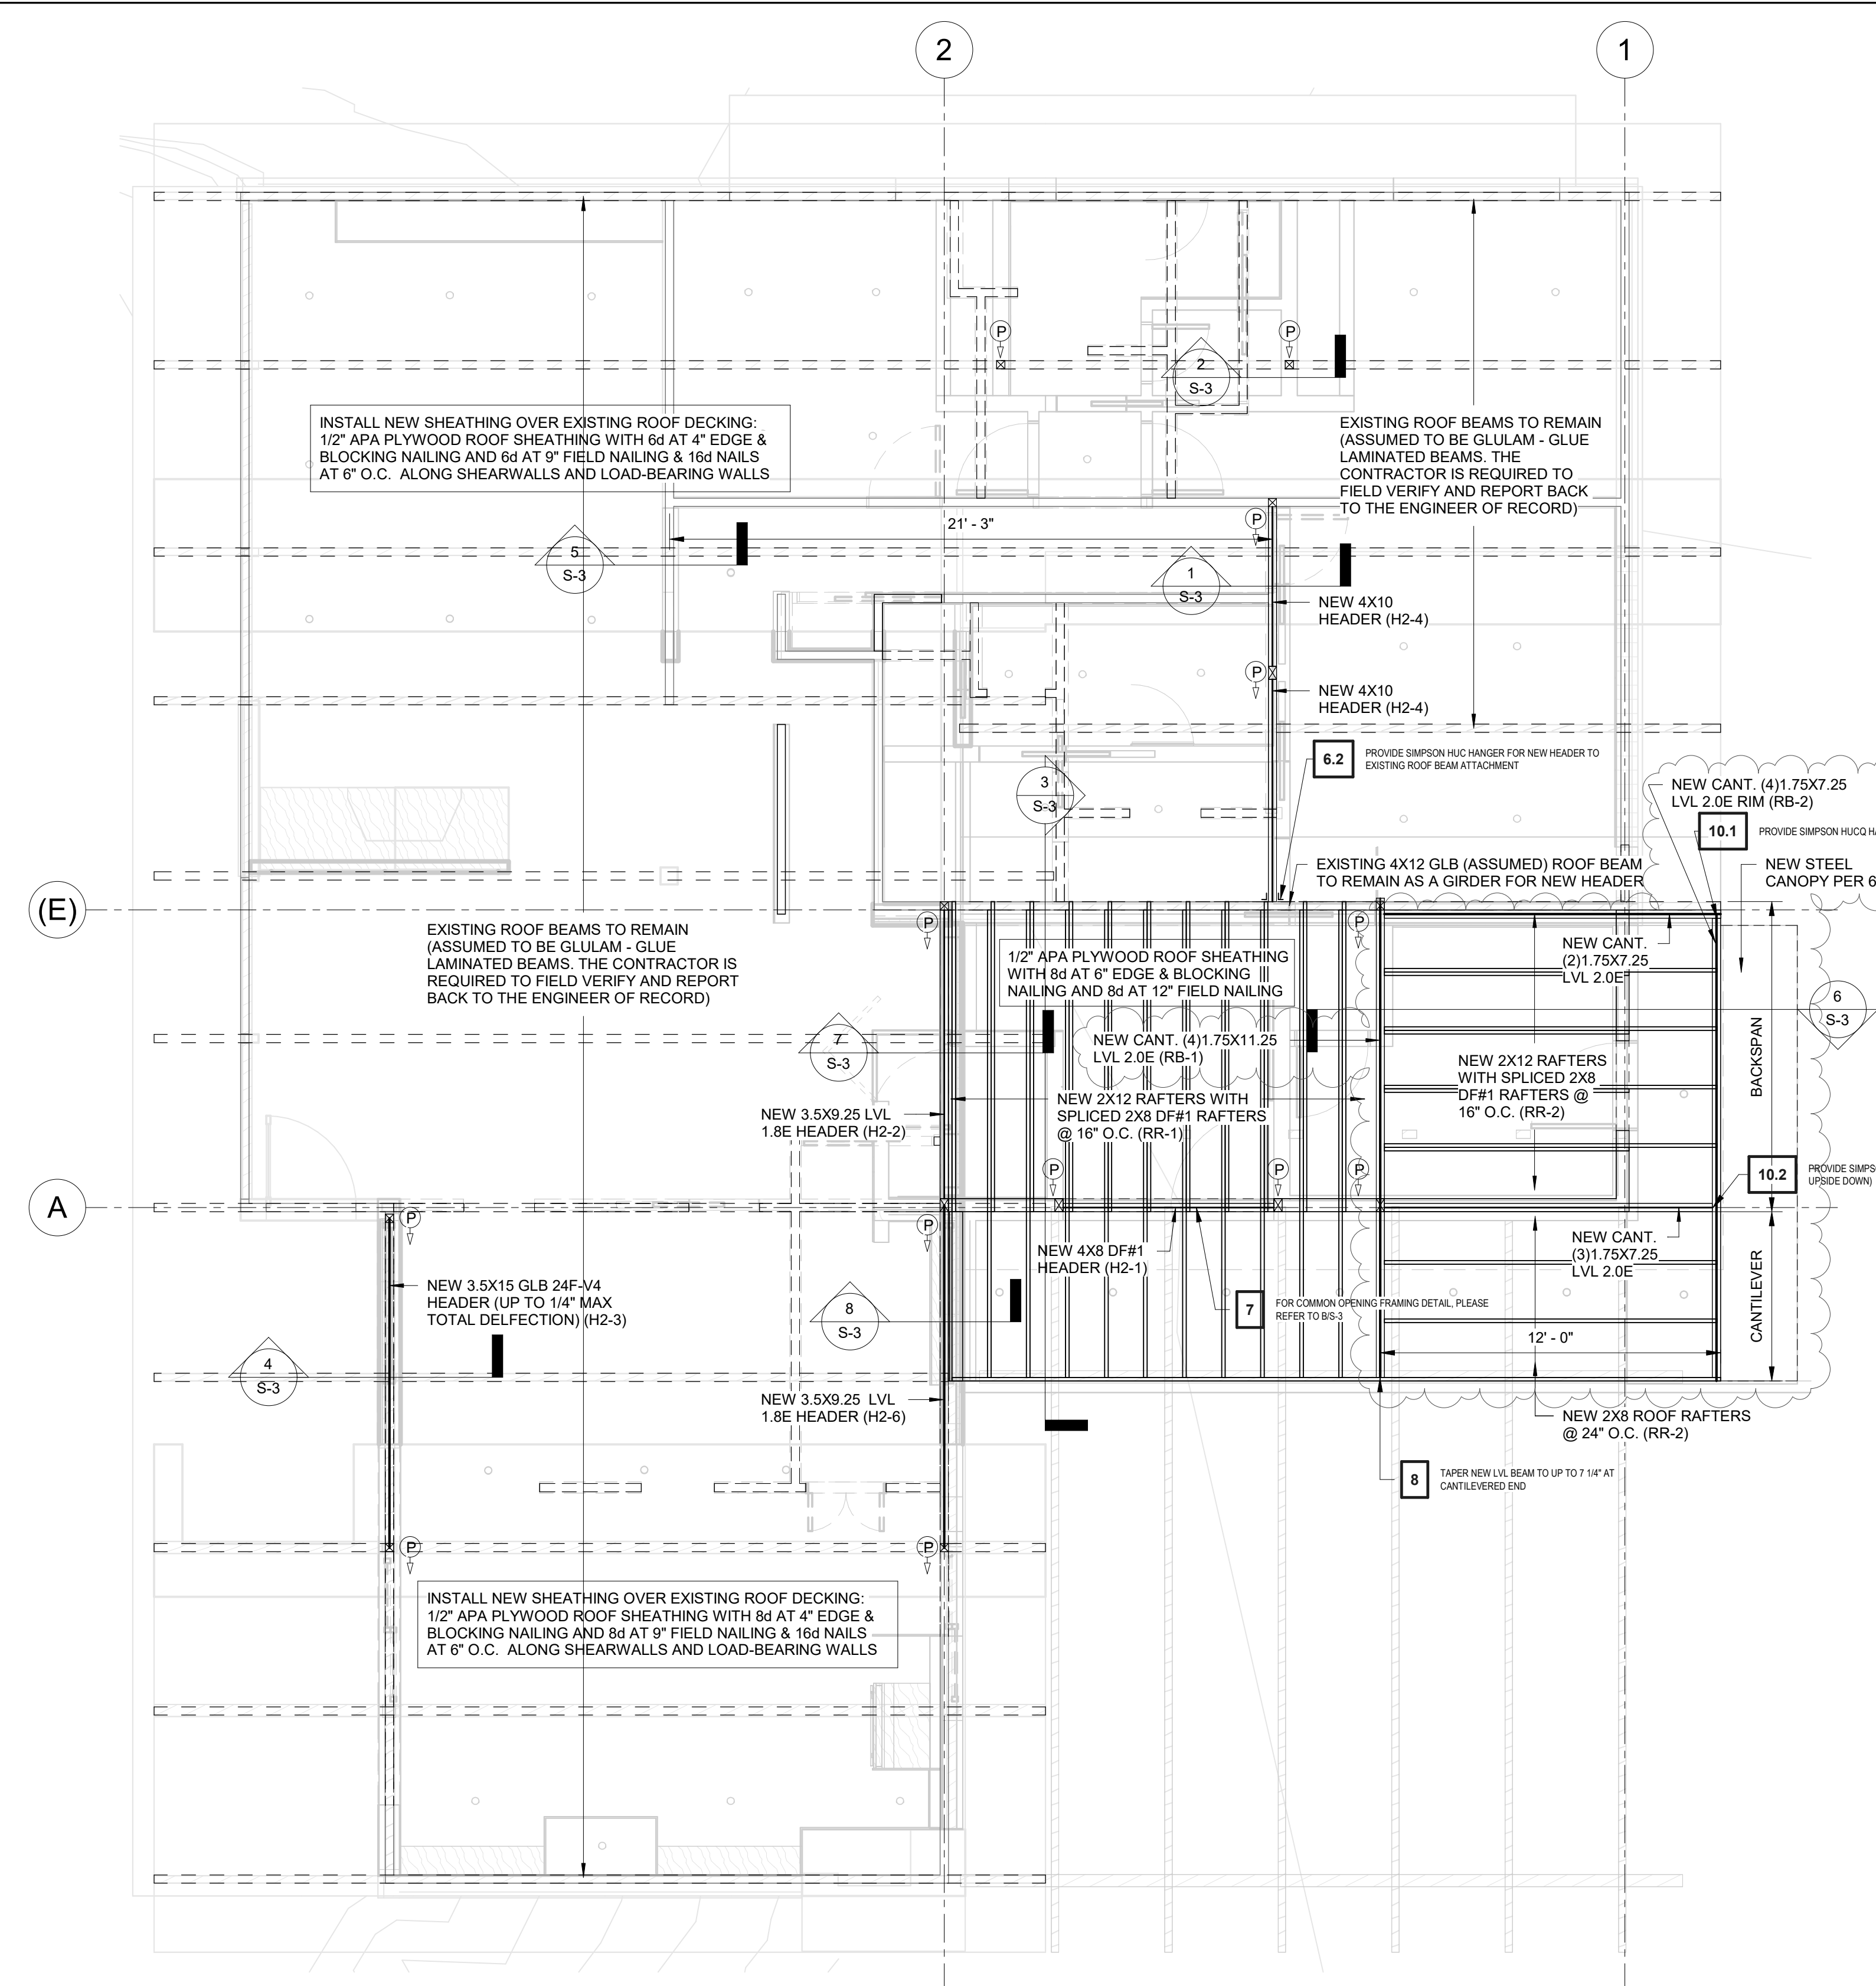 2
1
P
P
2
S-3
INSTALL NEW SHEATHING OVER EXISTING ROOF DECKING:
1/2" APA PLYWOOD ROOF SHEATHING WITH 6d AT 4" EDGE &
BLOCKING NAILING AND 6d AT 9" FIELD NAILING & 16d NAILS
AT 6" O.C. ALONG SHEARWALLS AND LOAD-BEARING WALLS
EXISTING ROOF BEAMS TO REMAIN
(ASSUMED TO BE GLULAM - GLUE
LAMINATED BEAMS. THE
CONTRACTOR IS REQUIRED TO
FIELD VERIFY AND REPORT BACK
TO THE ENGINEER OF RECORD)
21' - 3"
P
5
S-3
1
S-3
NEW 4X10
HEADER (H2-4)
P
NEW 4X10
HEADER (H2-4)
6.2
PROVIDE SIMPSON HUC HANGER FOR NEW HEADER TO
EXISTING ROOF BEAM ATTACHMENT
3
S-3
NEW CANT. (4)1.75X7.25
LVL 2.0E RIM (RB-2)
10.1
PROVIDE SIMPSON HUCQ
EXISTING 4X12 GLB (ASSUMED) ROOF BEAM
TO REMAIN AS A GIRDER FOR NEW HEADER
NEW STEEL
CANOPY PER 6
(E)
EXISTING ROOF BEAMS TO REMAIN
(ASSUMED TO BE GLULAM - GLUE
LAMINATED BEAMS. THE CONTRACTOR IS
REQUIRED TO FIELD VERIFY AND REPORT
BACK TO THE ENGINEER OF RECORD)
P
P
1/2" APA PLYWOOD ROOF SHEATHING
WITH 8d AT 6" EDGE & BLOCKING
NAILING AND 8d AT 12" FIELD NAILING
NEW CANT.
(2)1.75X7.25
LVL 2.0E
6
S-3
7
S-3
NEW CANT. (4)1.75X11.25
LVL 2.0E (RB-1)
BACKSPAN
NEW 2X12 RAFTERS
WITH SPLICED 2X8
DF#1 RAFTERS @
16" O.C. (RR-2)
NEW 3.5X9.25 LVL
1.8E HEADER (H2-2)
NEW 2X12 RAFTERS WITH
SPLICED 2X8 DF#1 RAFTERS
@ 16" O.C. (RR-1)
P
P
P
10.2
PROVIDE
UPSIDE DOWN)
A
P
P
NEW 4X8 DF#1
HEADER (H2-1)
NEW CANT.
(3)1.75X7.25
LVL 2.0E
CANTILEVER
NEW 3.5X15 GLB 24F-V4
HEADER (UP TO 1/4" MAX
TOTAL DELFECTION) (H2-3)
8
S-3
7
FOR COMMON OPENING FRAMING DETAIL, PLEASE
REFER TO B/S-3
12' - 0"
4
S-3
NEW 3.5X9.25 LVL
1.8E HEADER (H2-6)
NEW 2X8 ROOF RAFTERS
@ 24" O.C. (RR-2)
8
TAPER NEW LVL BEAM TO UP TO 7 1/4" AT
CANTILEVERED END
P
P
INSTALL NEW SHEATHING OVER EXISTING ROOF DECKING:
1/2" APA PLYWOOD ROOF SHEATHING WITH 8d AT 4" EDGE &
BLOCKING NAILING AND 8d AT 9" FIELD NAILING & 16d NAILS
AT 6" O.C. ALONG SHEARWALLS AND LOAD-BEARING WALLS